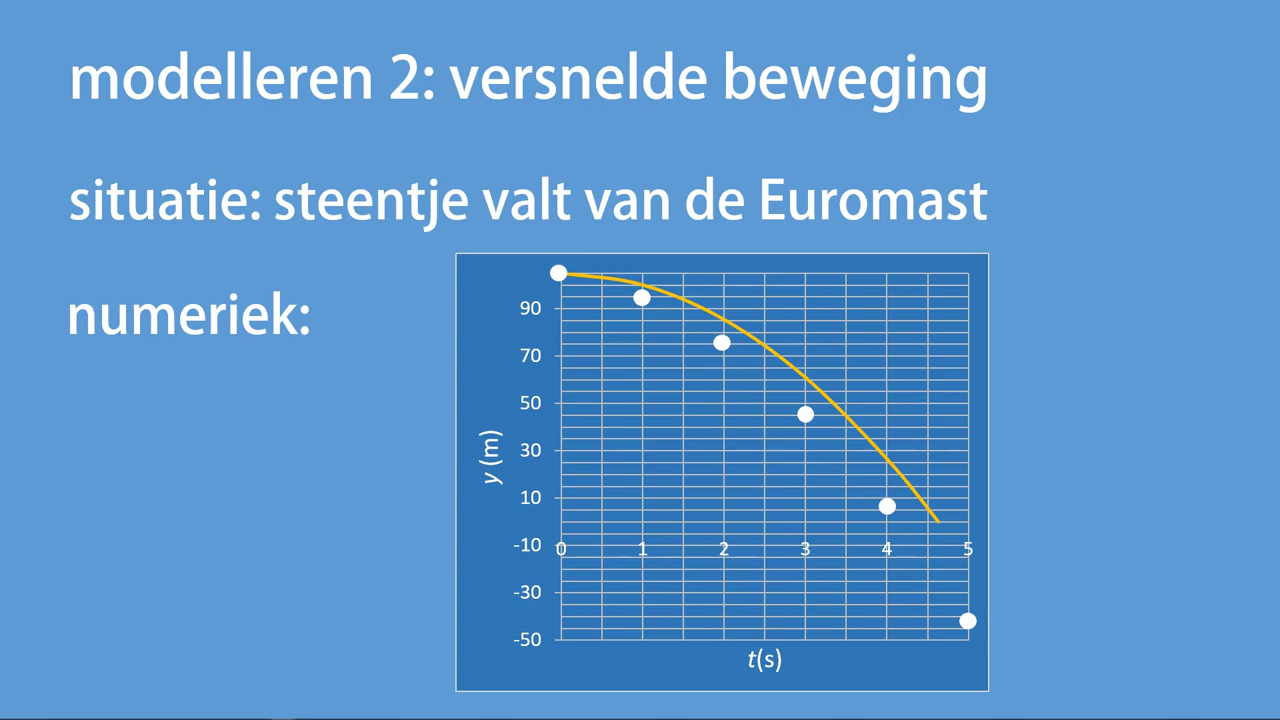 modelleren 2: versnelde beweging
situatie: steentje valt van de Euromast
numeriek:
90
70
50
30
10
-10
-30
-50
0 1 2 3 4 5
y (m)
t(s)